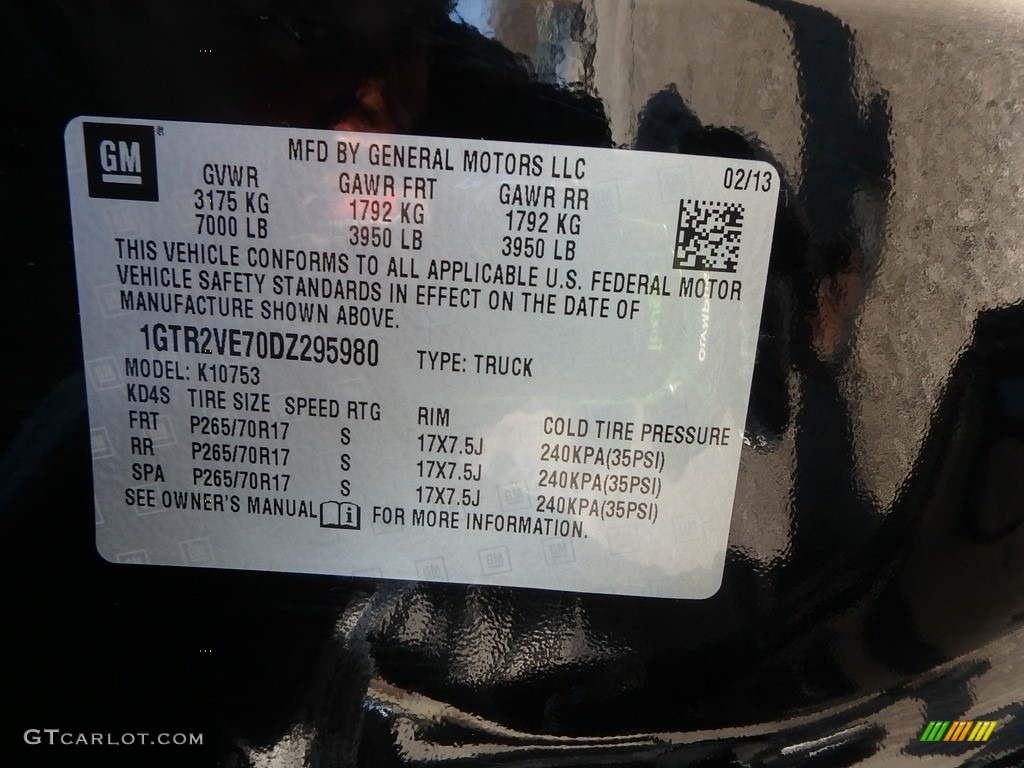 GM ® MFD BY GENERAL MOTORS LLC 02/13
GVWR GAWR FRT GAWR RR
3175 KG 1792 KG 1792 KG
7000 LB 3950 LB 3950 LB
THIS VEHICLE CONFORMS TO ALL APPLICABLE U.S. FEDERAL MOTOR
VEHICLE SAFETY STANDARDS IN EFFECT ON THE DATE OF
MANUFACTURE SHOWN ABOVE.
1GTR2VE70DZ295980 TYPE: TRUCK
MODEL: K10753
KD4S TIRE SIZE SPEED RTG RIM COLD TIRE PRESSURE
FRT P265/70R17 S 17X7.5J 240KPA(35PSI)
RR P265/70R17 S 17X7.5J 240KPA(35PSI)
SPA P265/70R17 S 17X7.5J 240KPA(35PSI)
SEE OWNER'S MANUAL i FOR MORE INFORMATION.
GTCARLOT.COM